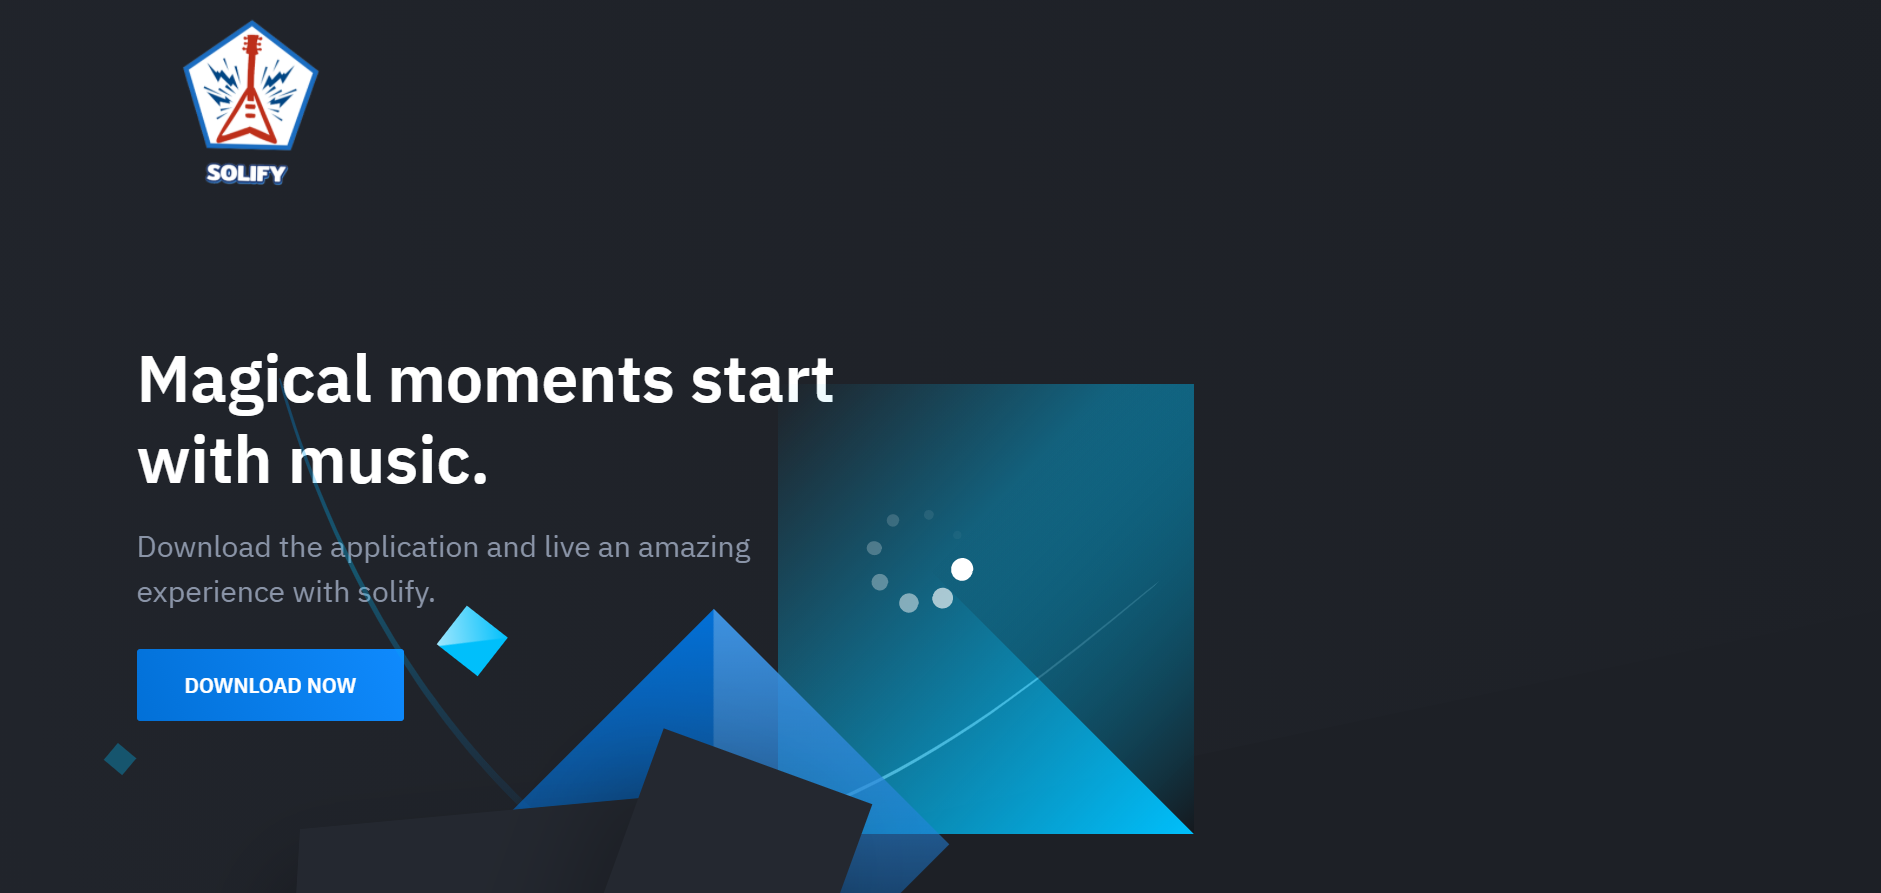 SOLIFY
Magical moments start
with music.
Download the application and live an amazing
experience with solify.
DOWNLOAD NOW